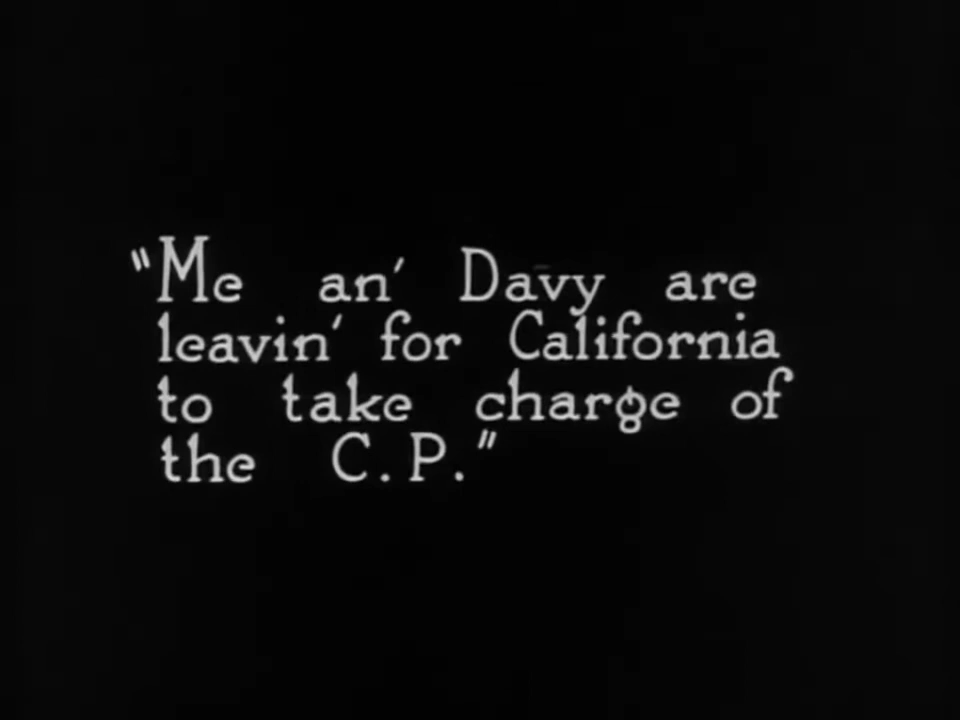 "Me an' Davy are
leavin' for California
to take charge of
the C.P."